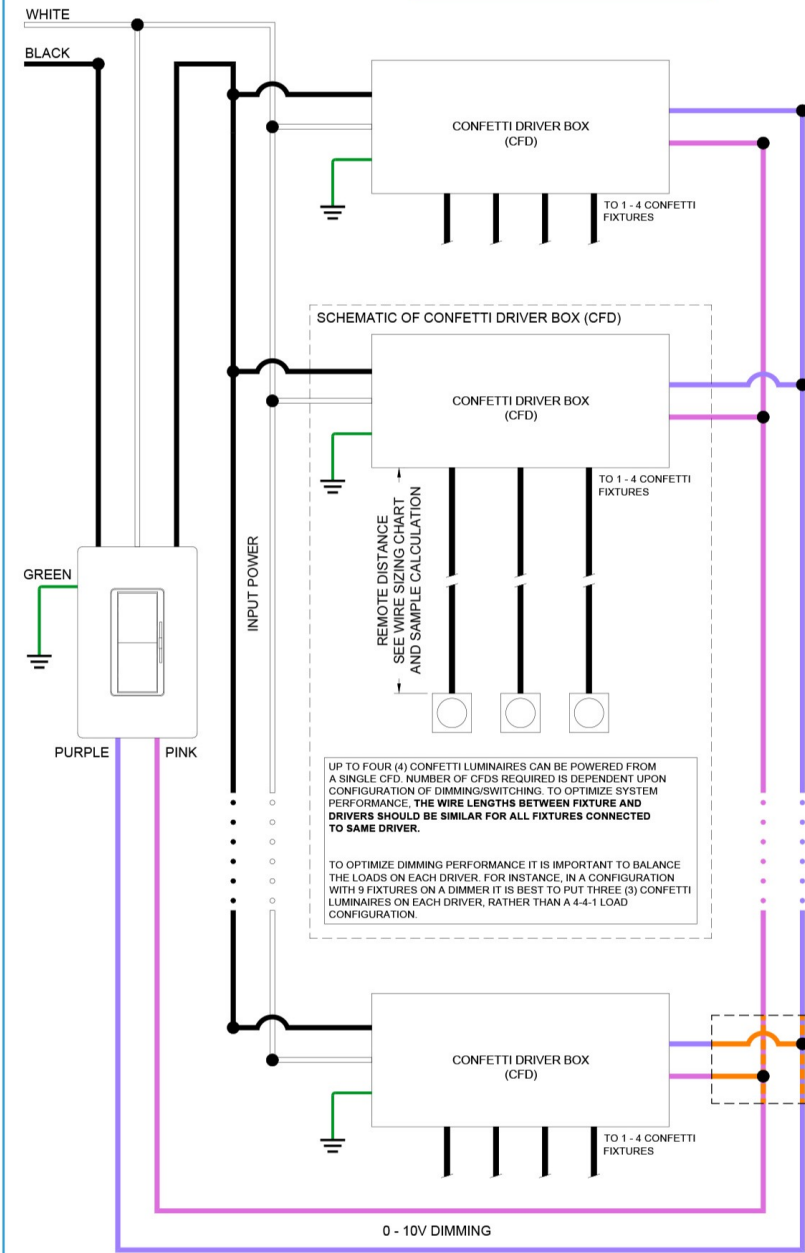 WHITE
BLACK
CONFETTI DRIVER BOX
(CFD)
TO 1 - 4 CONFETTI
FIXTURES
SCHEMATIC OF CONFETTI DRIVER BOX (CFD)
CONFETTI DRIVER BOX
(CFD)
TO 1 - 4 CONFETTI
FIXTURES
REMOTE DISTANCE
SEE WIRE SIZING CHART
AND SAMPLE CALCULATION
INPUT POWER
GREEN
PURPLE
PINK
UP TO FOUR (4) CONFETTI LUMINAIRES CAN BE POWERED FROM
A SINGLE CFD. NUMBER OF CFDS REQUIRED IS DEPENDENT UPON
CONFIGURATION OF DIMMING/SWITCHING. TO OPTIMIZE SYSTEM
PERFORMANCE, THE WIRE LENGTHS BETWEEN FIXTURE AND
DRIVERS SHOULD BE SIMILAR FOR ALL FIXTURES CONNECTED
TO SAME DRIVER.
TO OPTIMIZE DIMMING PERFORMANCE IT IS IMPORTANT TO BALANCE
THE LOADS ON EACH DRIVER. FOR INSTANCE, IN A CONFIGURATION
WITH 9 FIXTURES ON A DIMMER IT IS BEST TO PUT THREE (3) CONFETTI
LUMINAIRES ON EACH DRIVER, RATHER THAN A 4-4-1 LOAD
CONFIGURATION.
CONFETTI DRIVER BOX
(CFD)
TO 1 - 4 CONFETTI
FIXTURES
0 - 10V DIMMING